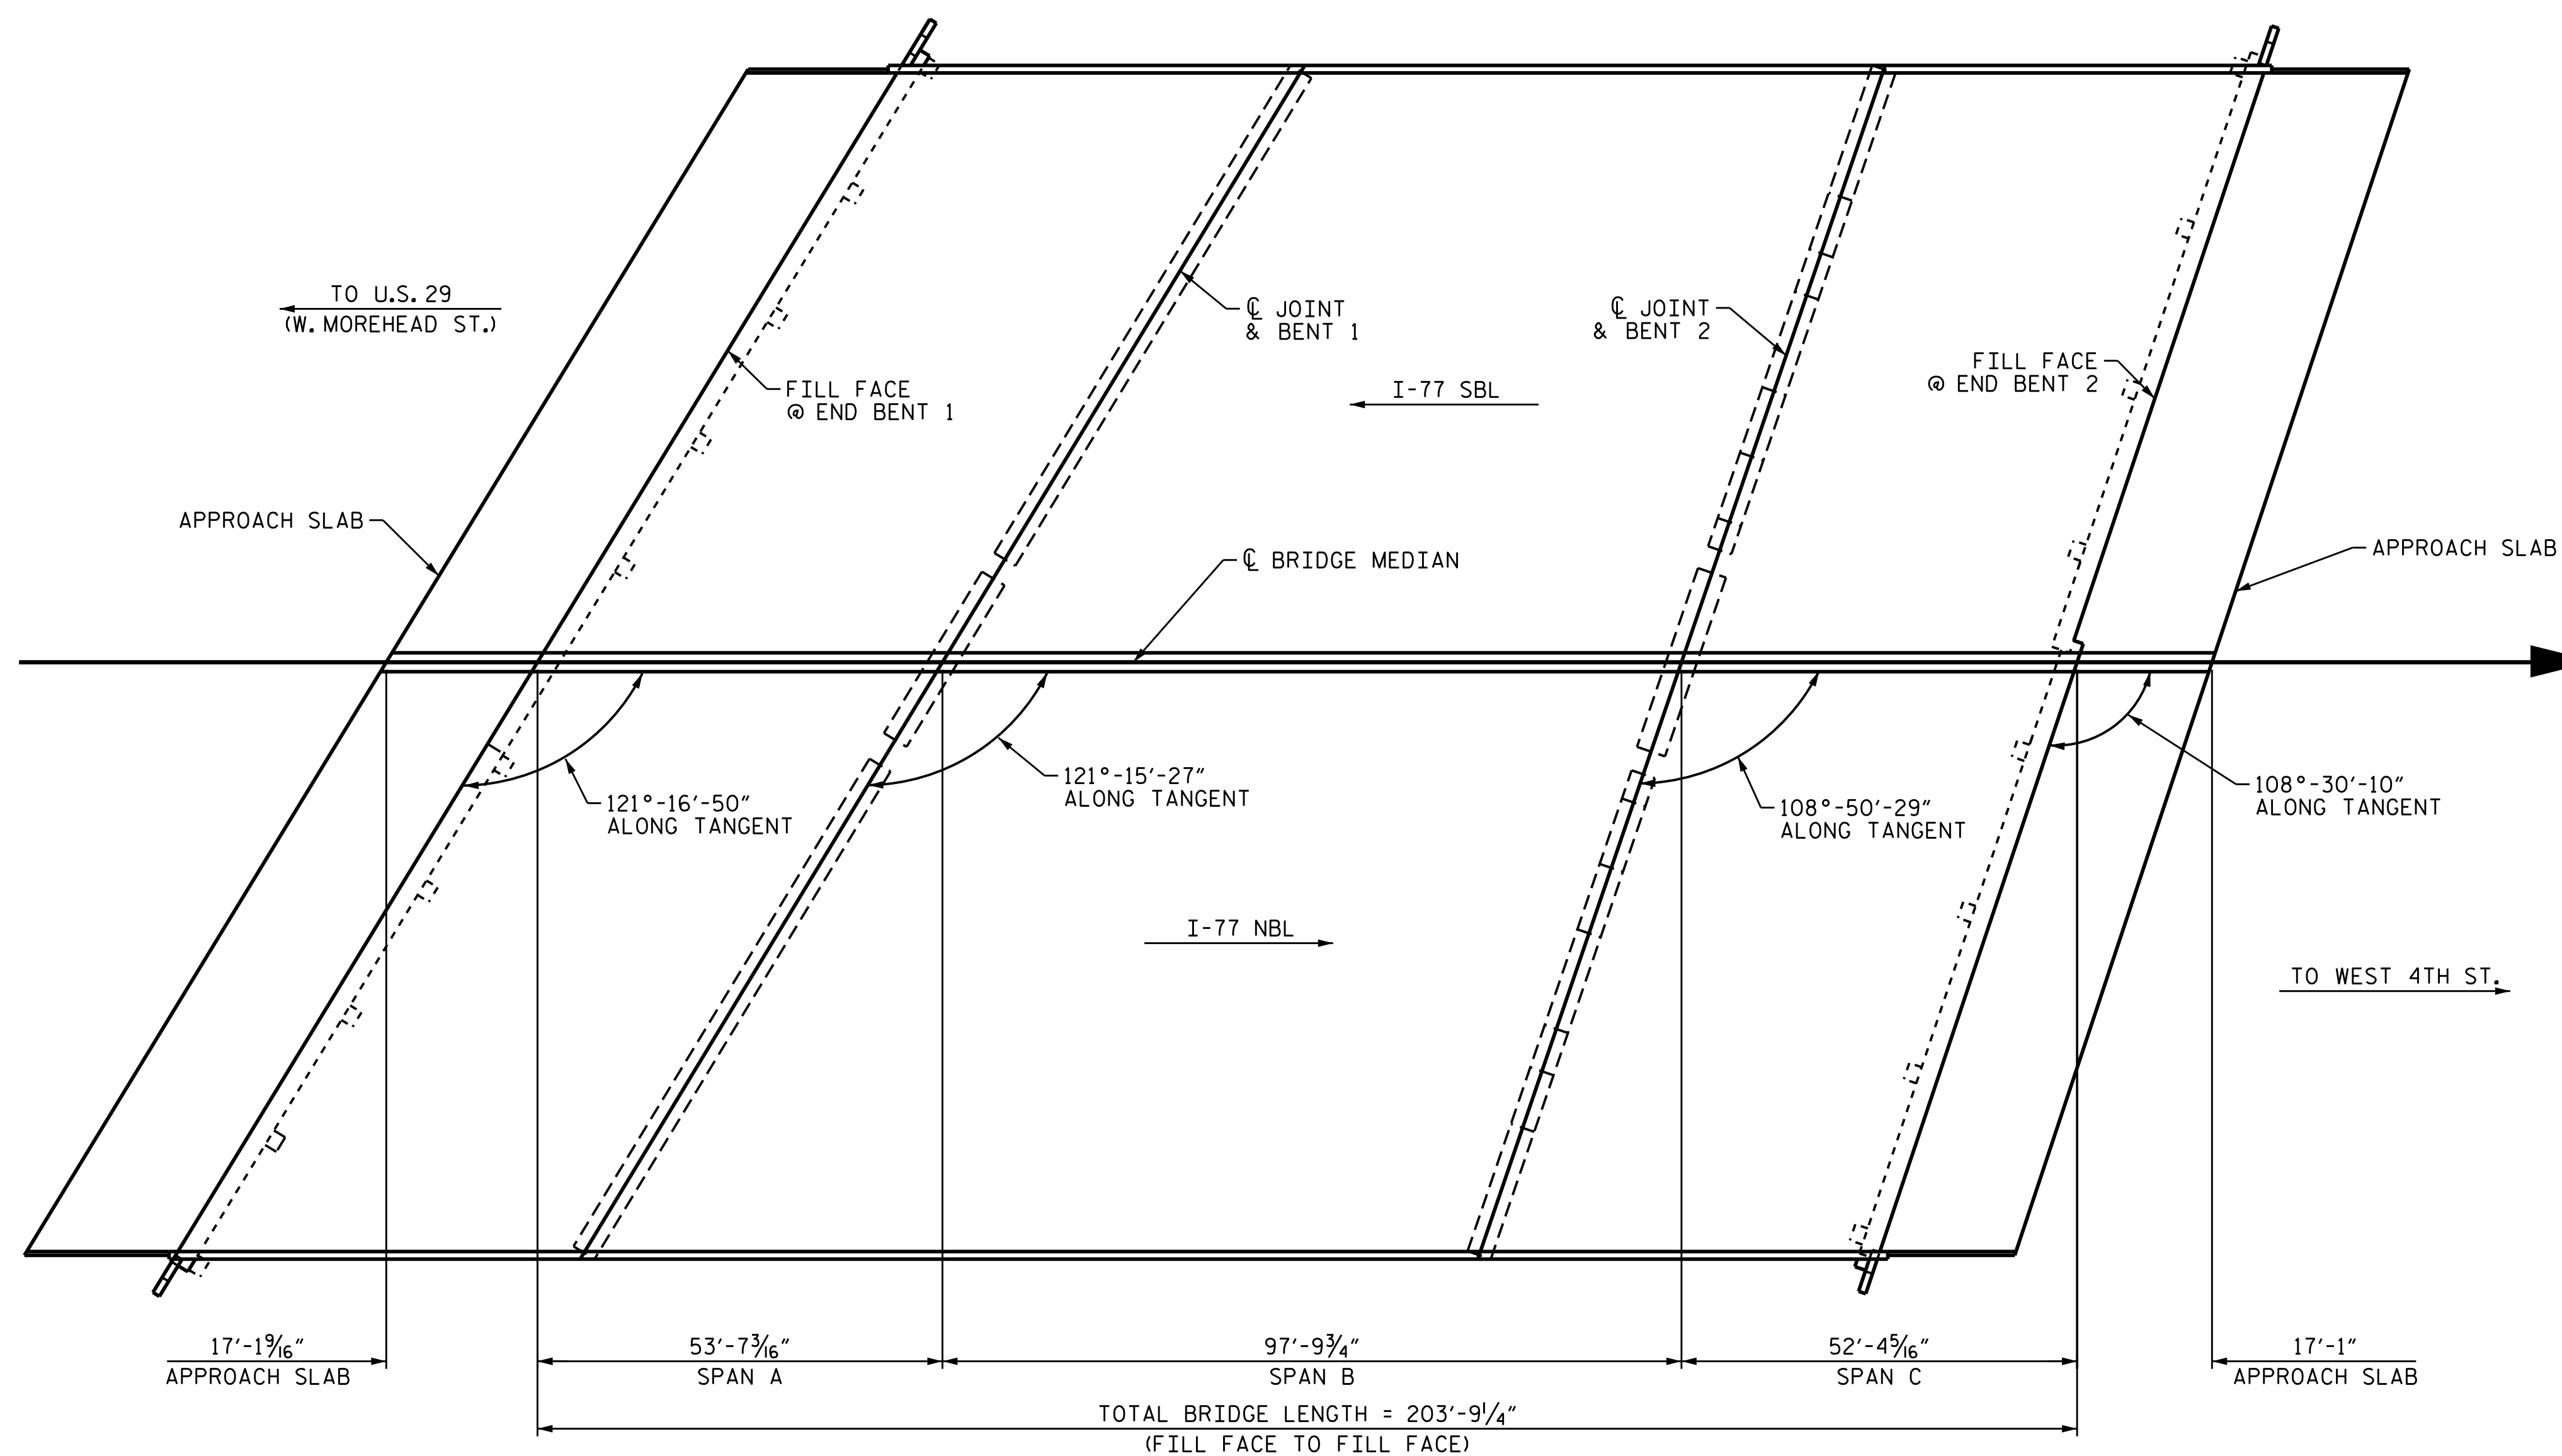 TO U.S. 29
(W. MOREHEAD ST.)
℄ JOINT
& BENT 1
℄ JOINT
& BENT 2
FILL FACE
@ END BENT 1
I-77 SBL
FILL FACE
@ END BENT 2
APPROACH SLAB
℄ BRIDGE MEDIAN
APPROACH SLAB
121°-16'-50"
ALONG TANGENT
121°-15'-27"
ALONG TANGENT
108°-50'-29"
ALONG TANGENT
108°-30'-10"
ALONG TANGENT
I-77 NBL
TO WEST 4TH ST.
17'-1 9/16"
APPROACH SLAB
53'-7 3/16"
SPAN A
97'-9 3/4"
SPAN B
52'-4 5/16"
SPAN C
17'-1"
APPROACH SLAB
TOTAL BRIDGE LENGTH = 203'-9 1/4"
(FILL FACE TO FILL FACE)